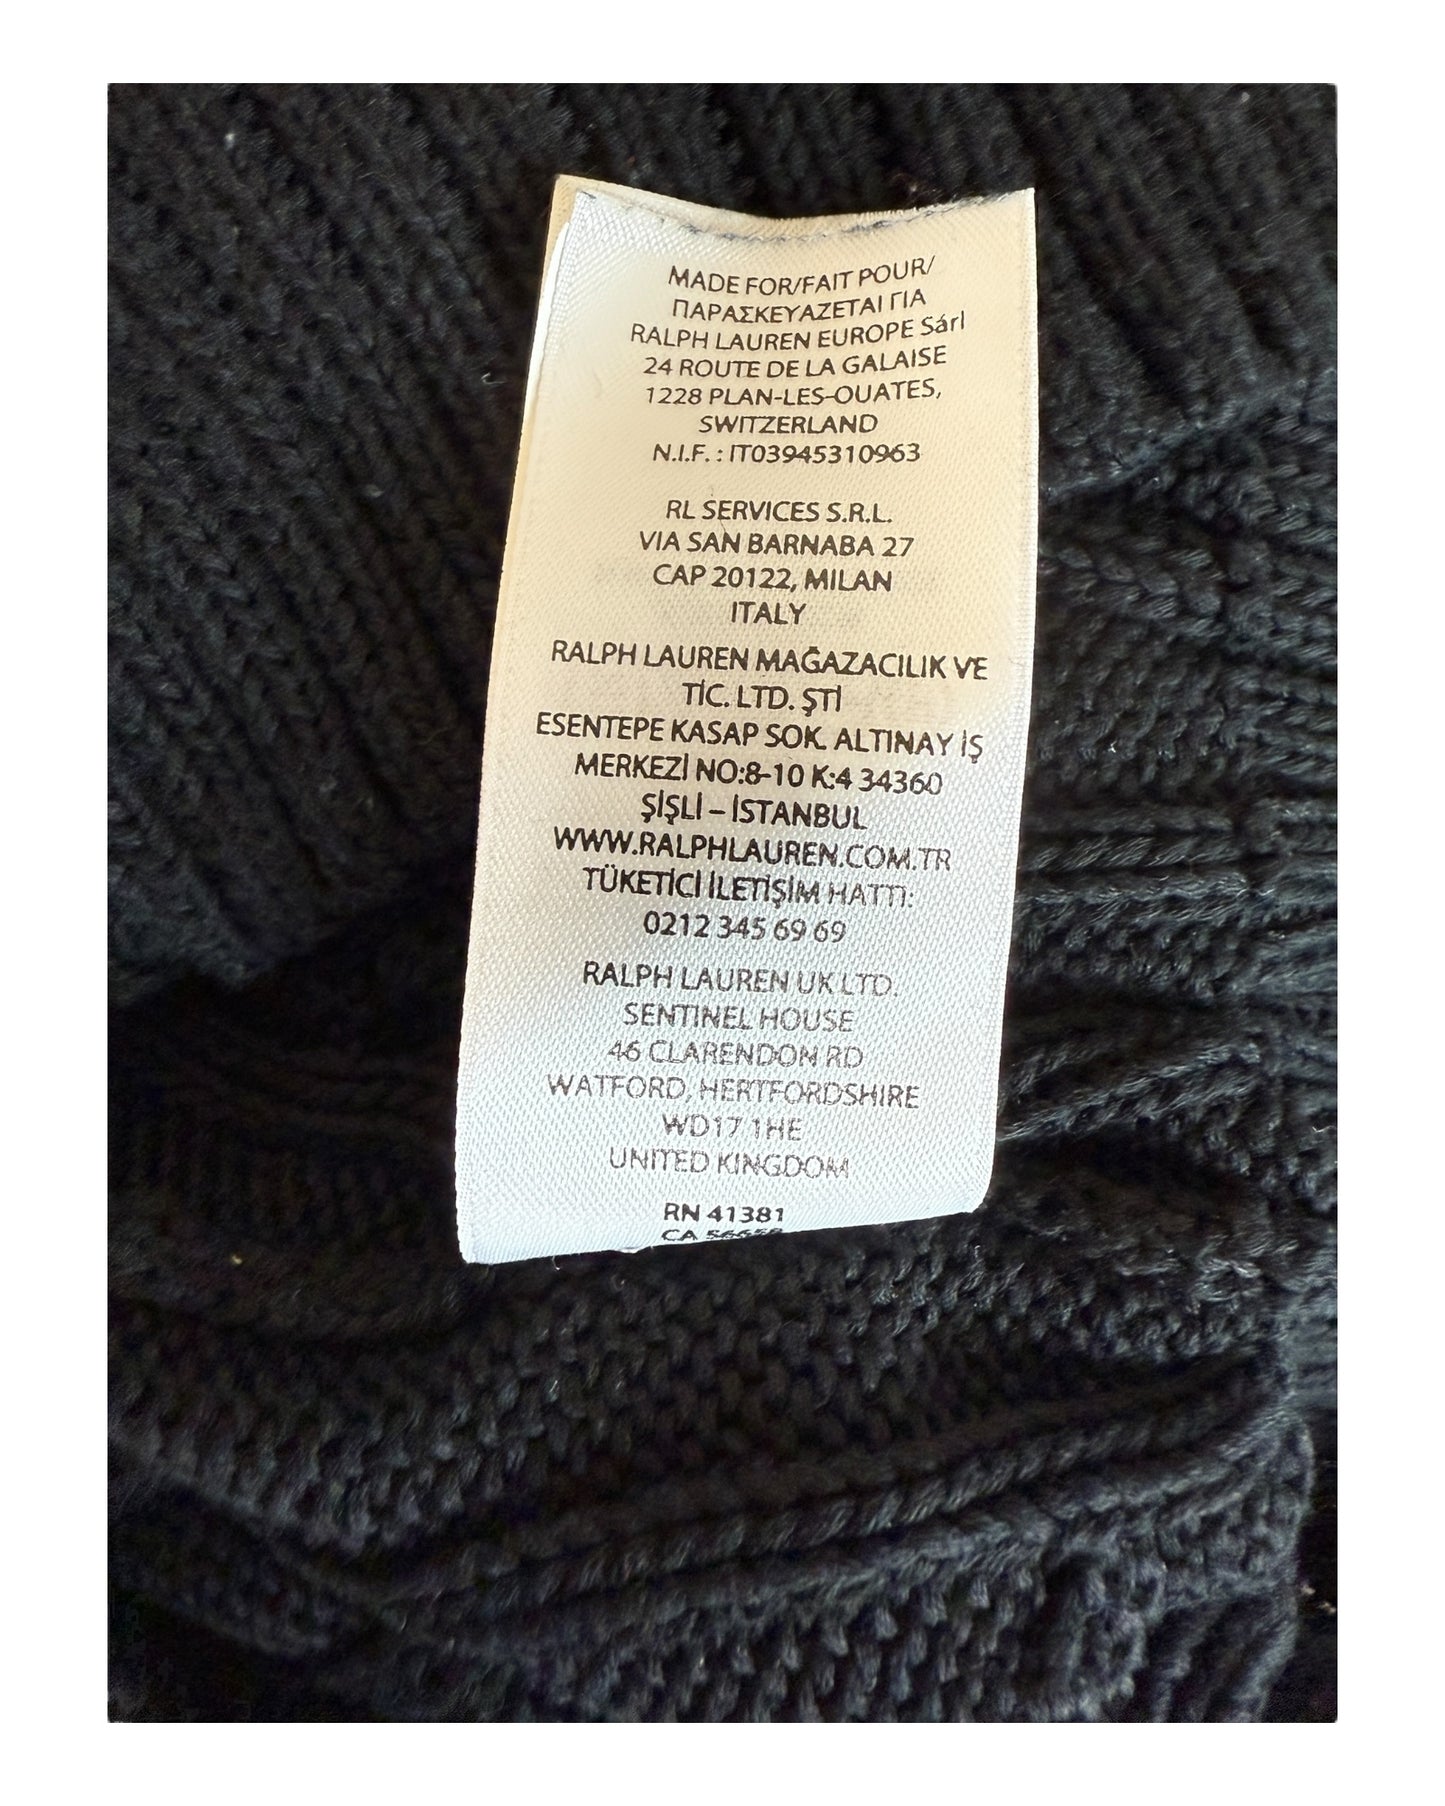 MADE FOR/FAIT POUR/
ΠΑΡΑΣΚΕΥΑΖΕΤΑΙ ΓΙΑ
RALPH LAUREN EUROPE Sárl
24 ROUTE DE LA GALAISE
1228 PLAN-LES-OUATES,
SWITZERLAND
N.I.F. : IT03945310963
RL SERVICES S.R.L.
VIA SAN BARNABA 27
CAP 20122, MILAN
ITALY
RALPH LAUREN MAĞAZACILIK VE
TİC. LTD. ŞTİ
ESENTEPE KASAP SOK. ALTINAY İŞ
MERKEZİ NO:8-10 K:4 34360
ŞİŞLİ – İSTANBUL
WWW.RALPHLAUREN.COM.TR
TÜKETİCİ İLETİŞİM HATTI:
0212 345 69 69
RALPH LAUREN UK LTD.
SENTINEL HOUSE
46 CLARENDON RD
WATFORD, HERTFORDSHIRE
WD17 1HE
UNITED KINGDOM
RN 41381
CA